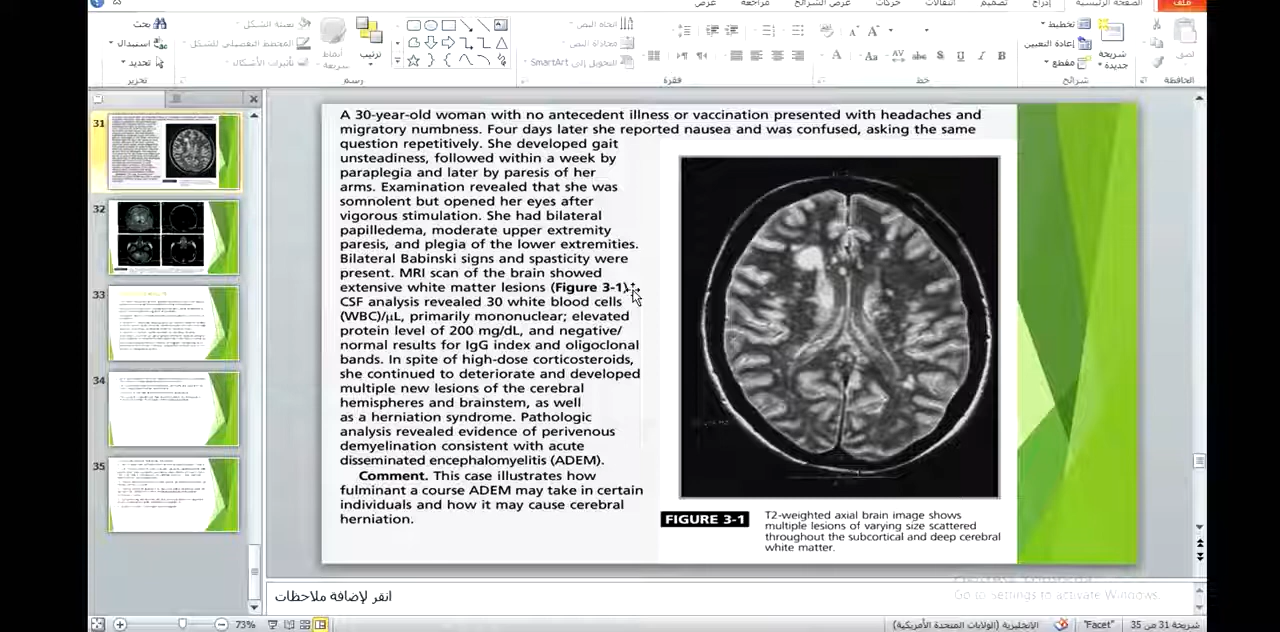 ملف
الصفحة الرئيسية
إدراج
تصميم
انتقالات
حركات
عرض الشرائح
مراجعة
عرض
لصق
الحافظة
شريحة
جديدة
تخطيط
إعادة التعيين
مقطع
شرائح
خط
اتجاه النص
محاذاة النص
التحويل إلى SmartArt
فقرة
ترتيب
أنماط
سريعة
تعبئة الشكل
المخطط التفصيلي للشكل
تأثيرات الأشكال
رسم
بحث
استبدال
تحديد
تحرير
31
32
33
34
35
A 30-year-old woman with no antecedent illness or vaccination presented with headaches and
migratory numbness. Four days later she reported nausea and was confused, asking the same
question repetitively. She developed gait
unsteadiness, followed within a week by
paraplegia and later by paresis of her
arms. Examination revealed that she was
somnolent but opened her eyes after
vigorous stimulation. She had bilateral
papilledema, moderate upper extremity
paresis, and plegia of the lower extremities.
Bilateral Babinski signs and spasticity were
present. MRI scan of the brain showed
extensive white matter lesions (Figure 3-1).
CSF analysis revealed 30 white blood cells
(WBC)/μL, primarily mononuclear; elevated
protein level of 200 mg/dL, and
normal results for IgG index and oligoclonal
bands. In spite of high-dose corticosteroids,
she continued to deteriorate and developed
multiple new lesions of the cerebral
hemispheres and brainstem, as well
as a herniation syndrome. Pathologic
analysis revealed evidence of perivenous
demyelination consistent with acute
disseminated encephalomyelitis (ADEM).
Comment. This case illustrates how
fulminant a course ADEM may take in certain
individuals and how it may cause cerebral
herniation.
FIGURE 3-1
T2-weighted axial brain image shows
multiple lesions of varying size scattered
throughout the subcortical and deep cerebral
white matter.
انقر لإضافة ملاحظات
Go to Settings to activate Windows.
شريحة 31 من 35
"Facet"
الإنجليزية (الولايات المتحدة الأمريكية)
73%